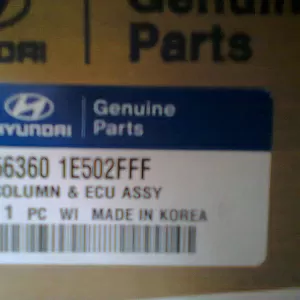 Genuine
Parts
HYUNDAI
HYUNDAI
Genuine
Parts
56360 1E502FFF
COLUMN & ECU ASSY
1 PC WI MADE IN KOREA